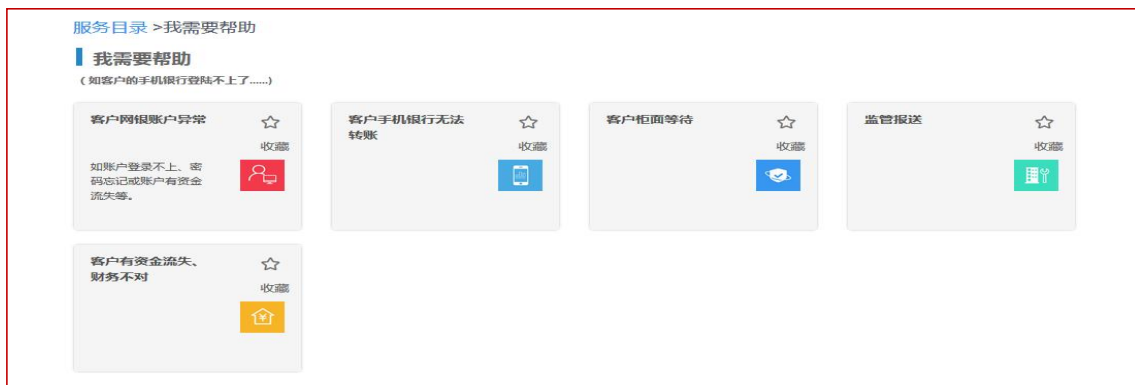 服务目录 >我需要帮助
我需要帮助
(如客户的手机银行登陆不上了......)
客户网银账户异常
收藏
如账户登录不上、密
码忘记或账户有资金
流失等。
客户手机银行无法
转账
收藏
客户柜面等待
收藏
监管报送
收藏
客户有资金流失、
财务不对
收藏